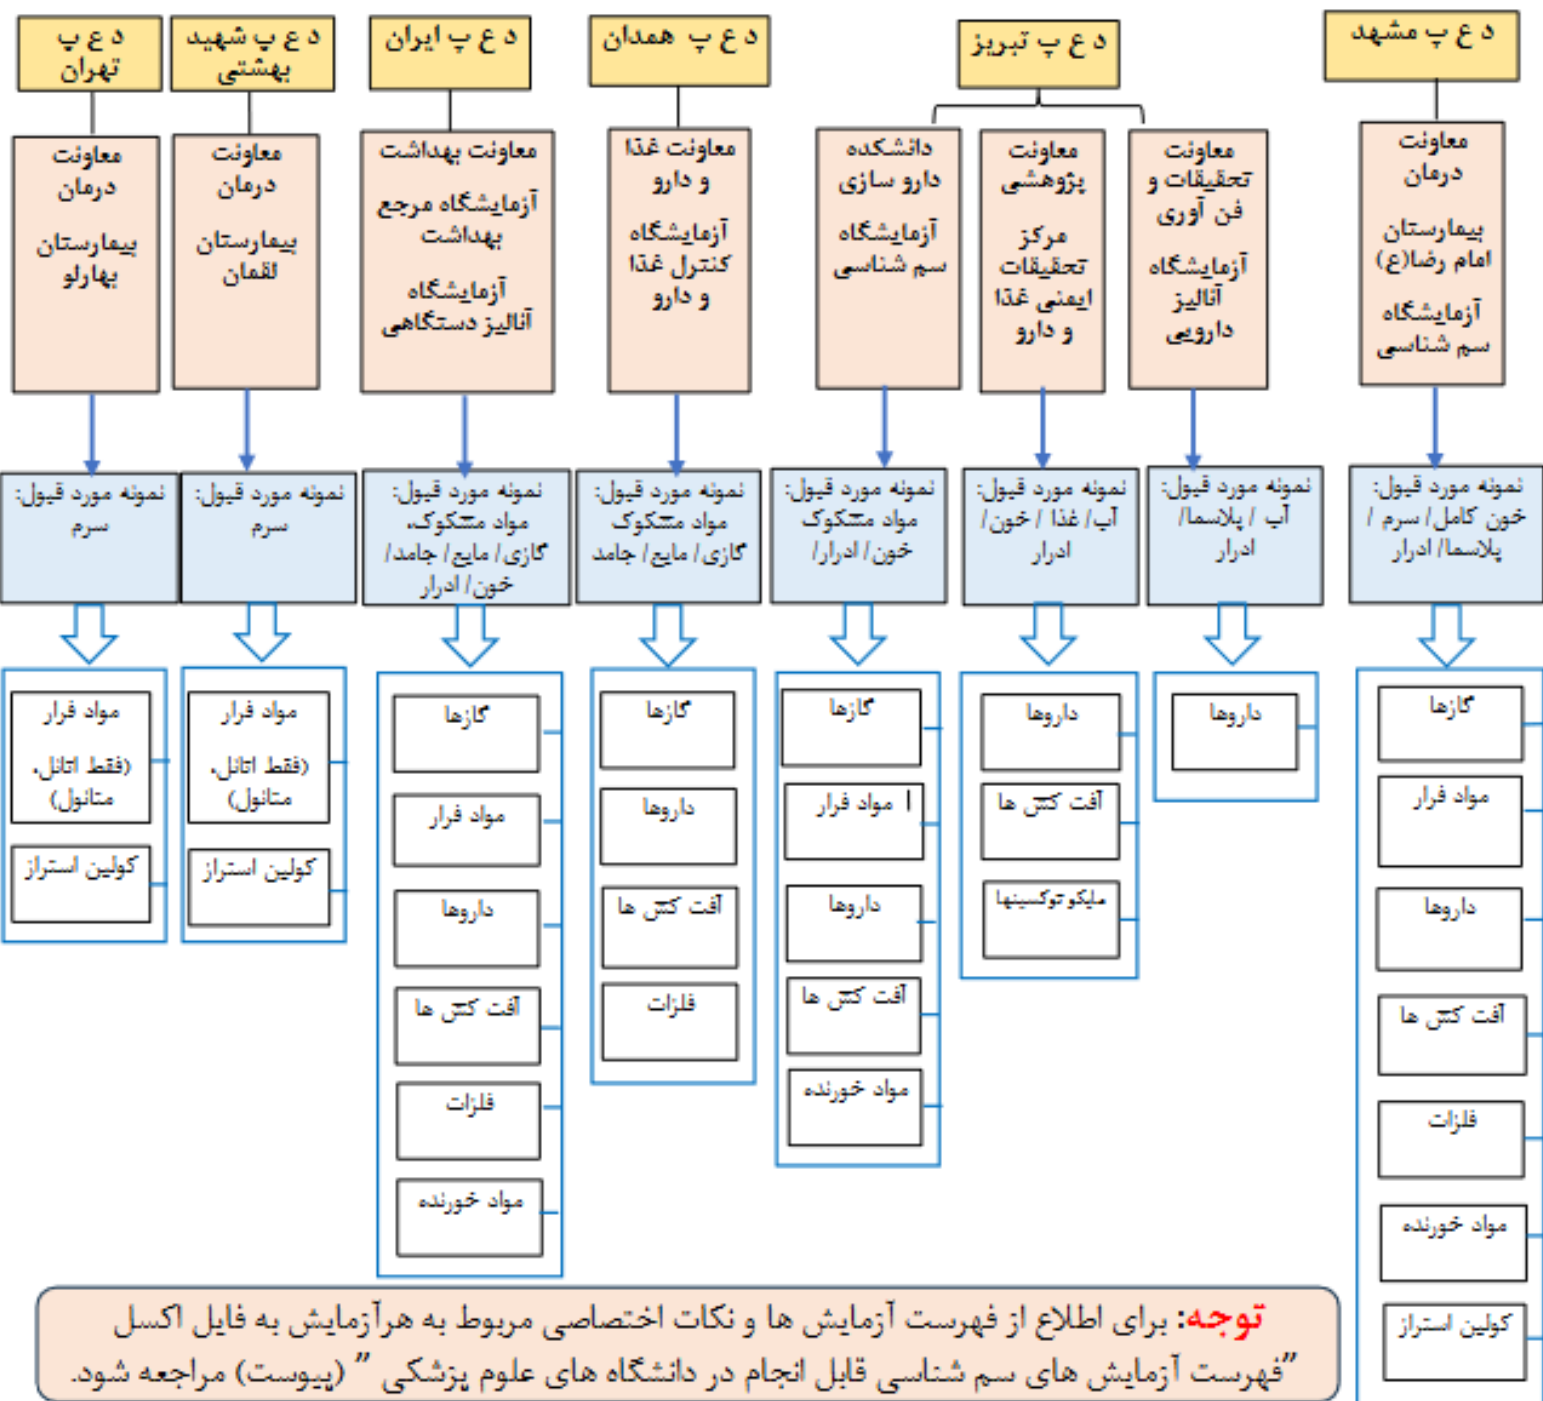 د ع پ مشهد
معاونت
درمان
بیمارستان
امام رضا(ع)
آزمایشگاه
سم شناسی
نمونه مورد قبول:
خون کامل/ سرم /
پلاسما/ ادرار
گازها
مواد فرار
داروها
آفت کش ها
فلزات
مواد خورنده
کولین استراز
د ع پ تبریز
معاونت
تحقیقات و
فن آوری
آزمایشگاه
آنالیز
دارویی
نمونه مورد قبول:
آب / پلاسما/
ادرار
داروها
معاونت
پژوهشی
مرکز
تحقیقات
ایمنی غذا
و دارو
نمونه مورد قبول:
آب/ غذا / خون/
ادرار
داروها
آفت کش ها
مایکو توکسینها
دانشکده
دارو سازی
آزمایشگاه
سم شناسی
نمونه مورد قبول:
مواد مشکوک
خون/ ادرار/
گازها
ا مواد فرار
داروها
آفت کش ها
مواد خورنده
د ع پ همدان
معاونت غذا
و دارو
آزمایشگاه
کنترل غذا
و دارو
نمونه مورد قبول:
مواد مشکوک
گازی/ مایع/ جامد
گازها
داروها
آفت کش ها
فلزات
د ع پ ایران
معاونت بهداشت
آزمایشگاه مرجع
بهداشت
آزمایشگاه
آنالیز دستگاهی
نمونه مورد قبول:
مواد مشکوک،
گازی/ مایع/ جامد/
خون/ ادرار
گازها
مواد فرار
داروها
آفت کش ها
فلزات
مواد خورنده
د ع پ شهید
بهشتی
معاونت
درمان
بیمارستان
لقمان
نمونه مورد قبول:
سرم
مواد فرار
(فقط اتانل،
متانول)
کولین استراز
د ع پ
تهران
معاونت
درمان
بیمارستان
بهارلو
نمونه مورد قبول:
سرم
مواد فرار
(فقط اتانل،
متانول)
کولین استراز
توجه: برای اطلاع از فهرست آزمایش ها و نکات اختصاصی مربوط به هرآزمایش به فایل اکسل
"فهرست آزمایش های سم شناسی قابل انجام در دانشگاه های علوم پزشکی " (پیوست) مراجعه شود.